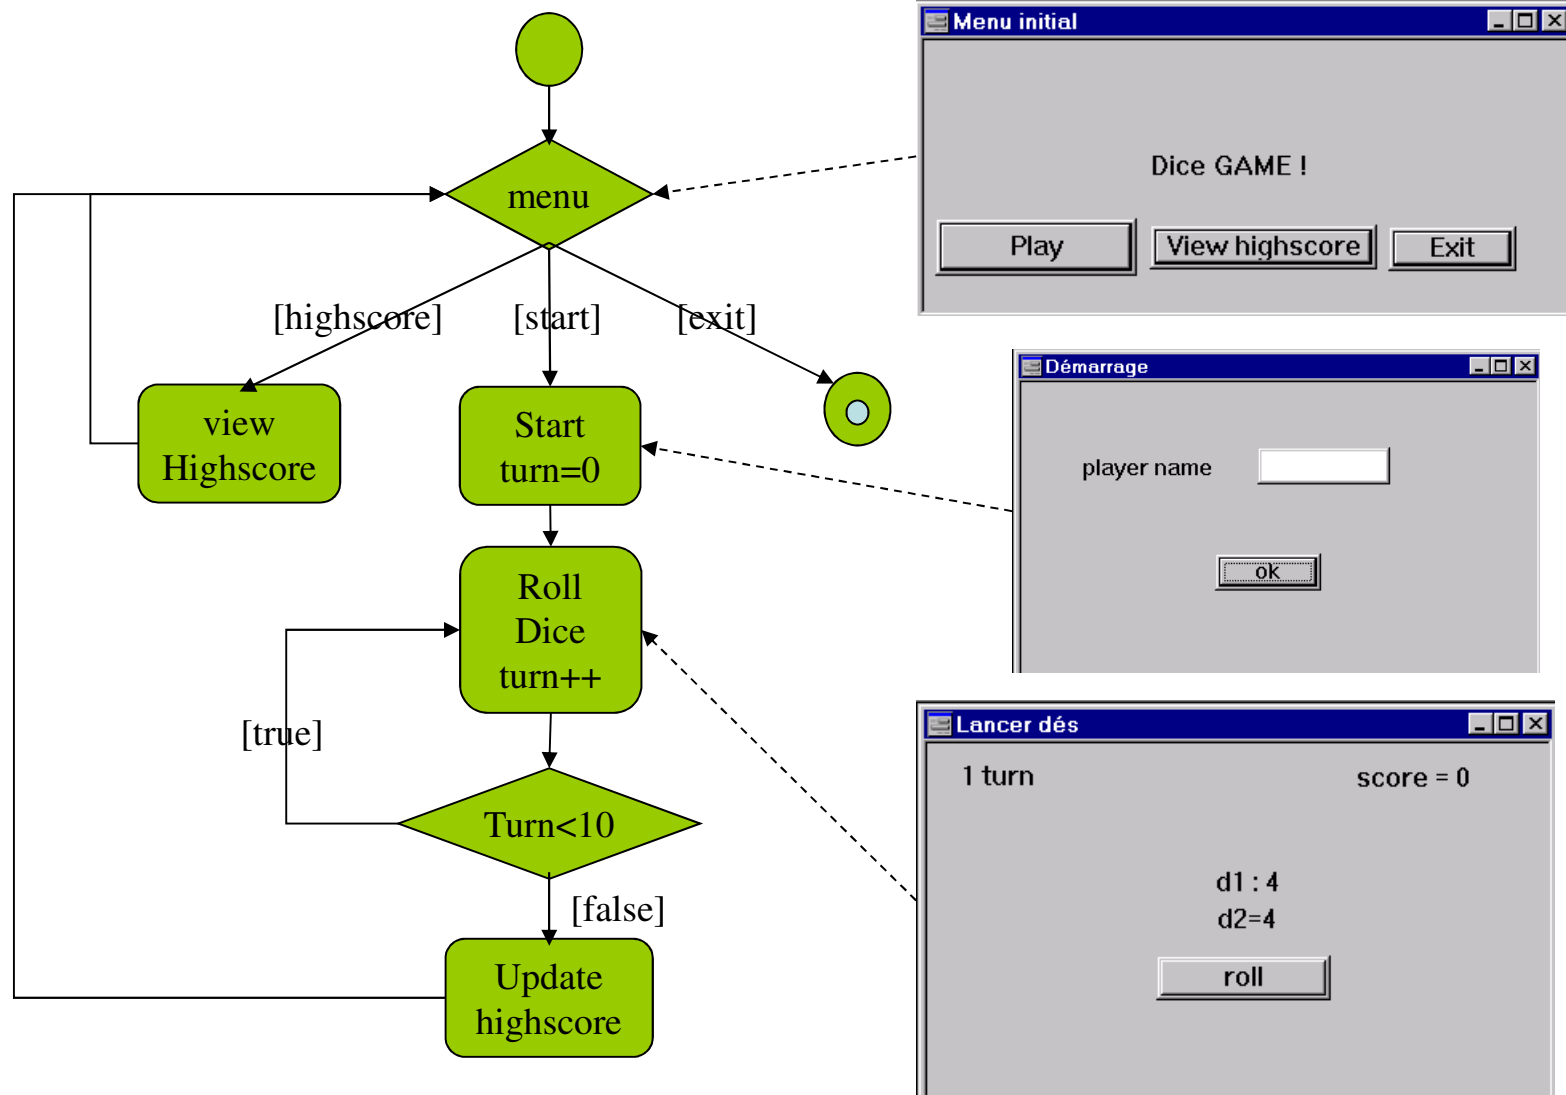 menu
[highscore]
[start]
[exit]
view
Highscore
Start
turn=0
Roll
Dice
turn++
[true]
Turn<10
[false]
Update
highscore
Menu initial
Dice GAME !
Play
View highscore
Exit
Démarrage
player name
ok
Lancer dés
1 turn
score = 0
d1 : 4
d2=4
roll